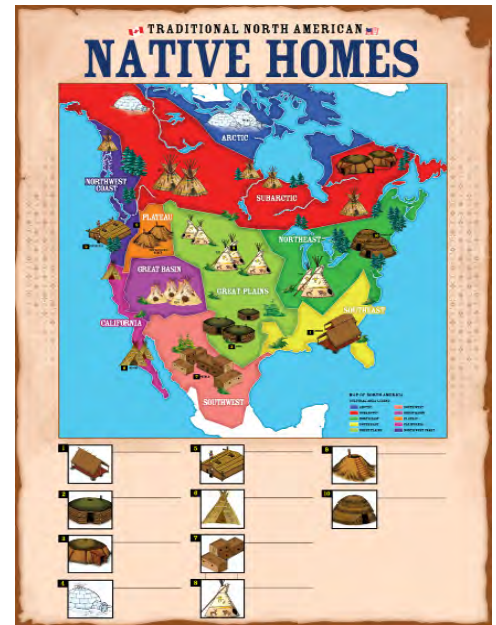 TRADITIONAL NORTH AMERICAN
NATIVE HOMES
ARCTIC
NORTHWEST
COAST
SUBARCTIC
PLATEAU
NORTHEAST
GREAT BASIN
GREAT PLAINS
SOUTHEAST
CALIFORNIA
SOUTHWEST
MAP OF NORTH AMERICA
1
5
9
2
6
10
3
7
4
8